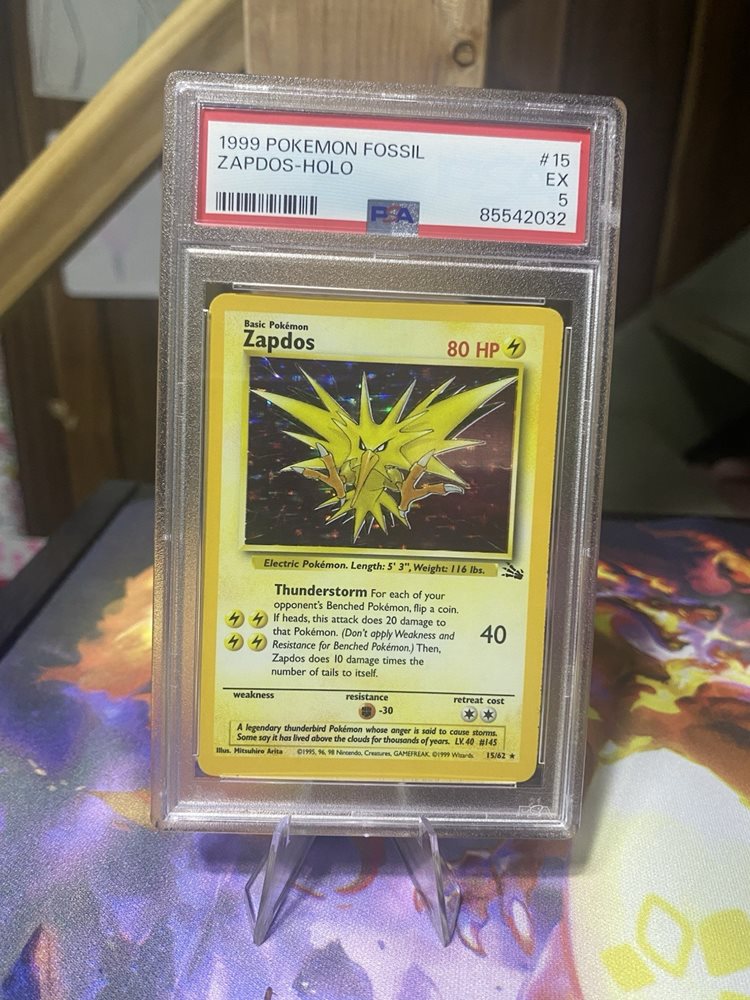 1999 POKEMON FOSSIL #15
ZAPDOS-HOLO EX
5
PSA 85542032
Basic Pokémon
Zapdos 80 HP
Electric Pokémon. Length: 5' 3", Weight: 116 lbs.
Thunderstorm For each of your
opponent's Benched Pokémon, flip a coin.
If heads, this attack does 20 damage to
that Pokémon. (Don't apply Weakness and
Resistance for Benched Pokémon.) Then,
Zapdos does 10 damage times the
number of tails to itself.
40
weakness resistance retreat cost
-30
A legendary thunderbird Pokémon whose anger is said to cause storms.
Some say it has lived above the clouds for thousands of years. LV. 40 #145
Illus. Mitsuhiro Arita ©1995, 96, 98 Nintendo, Creatures, GAMEFREAK. ©1999 Wizards. 15/62 ★